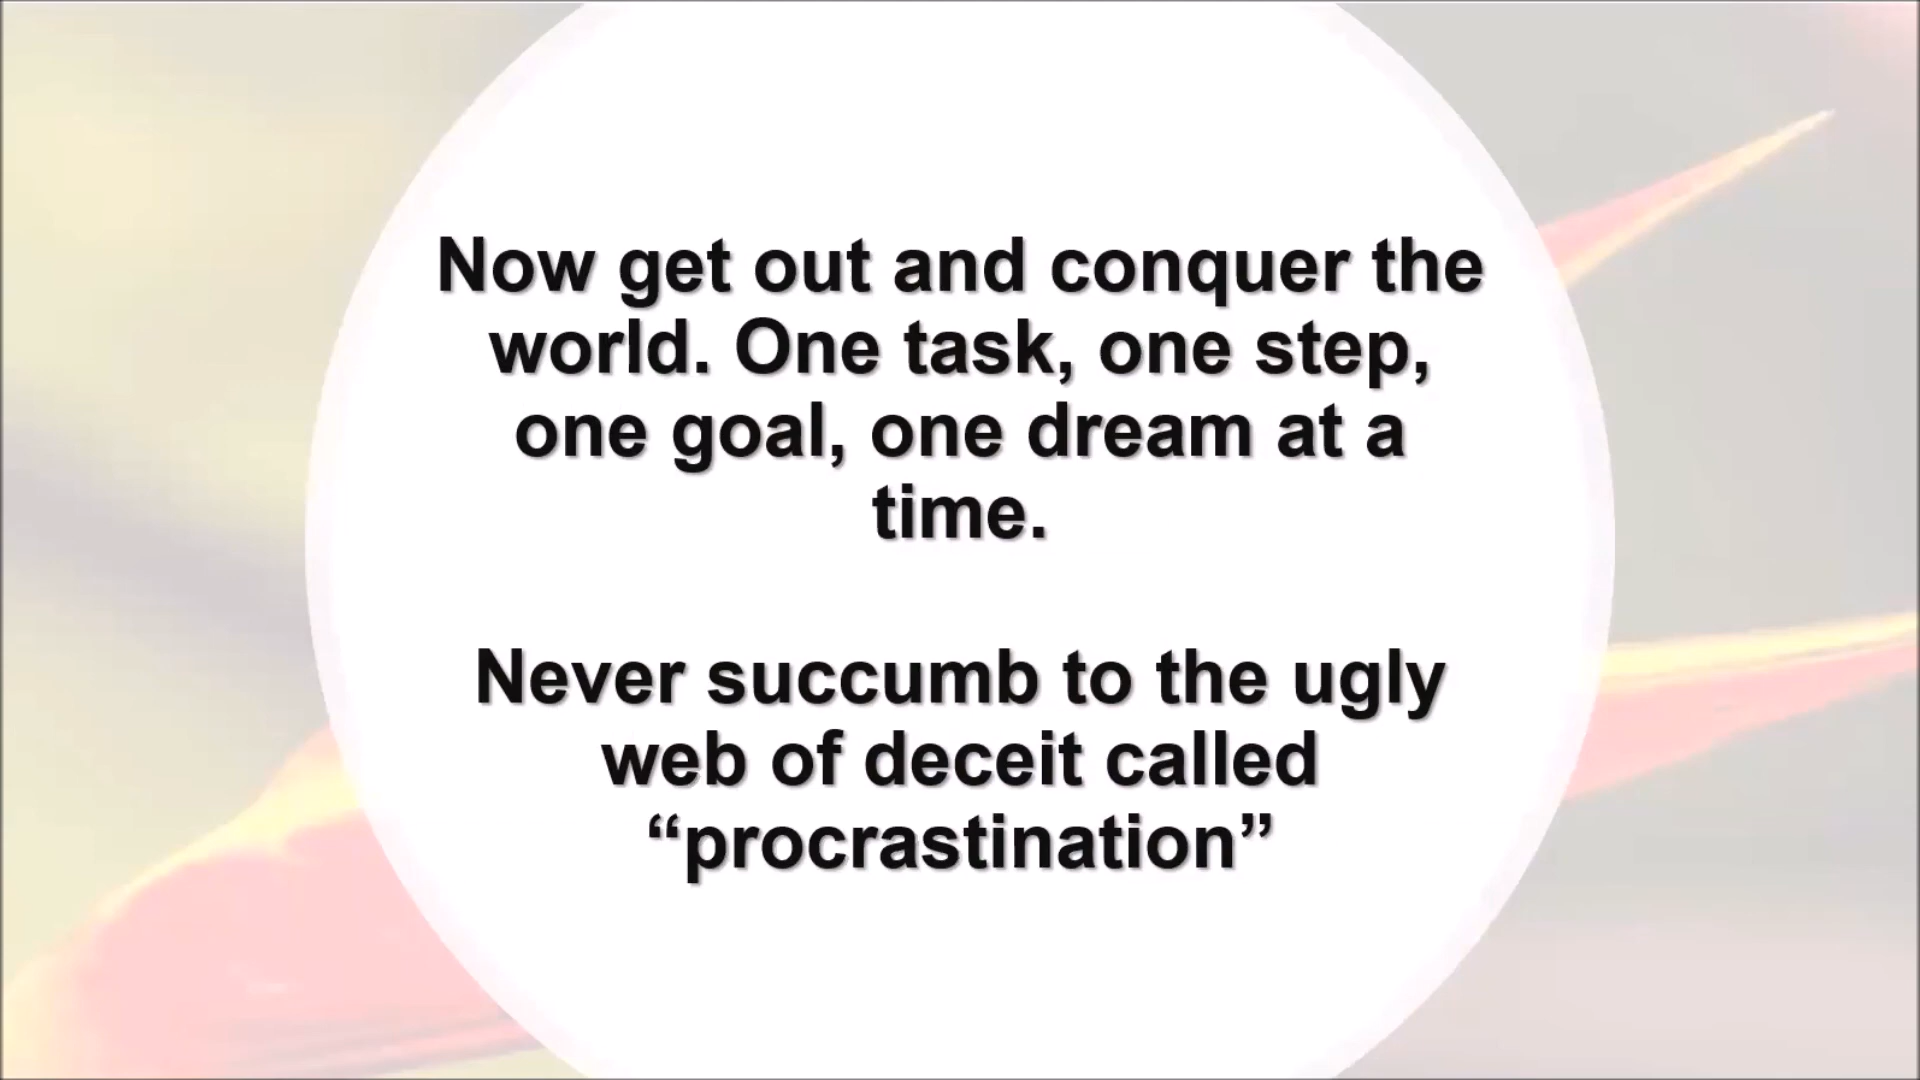 Now get out and conquer the
world. One task, one step,
one goal, one dream at a
time.
Never succumb to the ugly
web of deceit called
“procrastination”